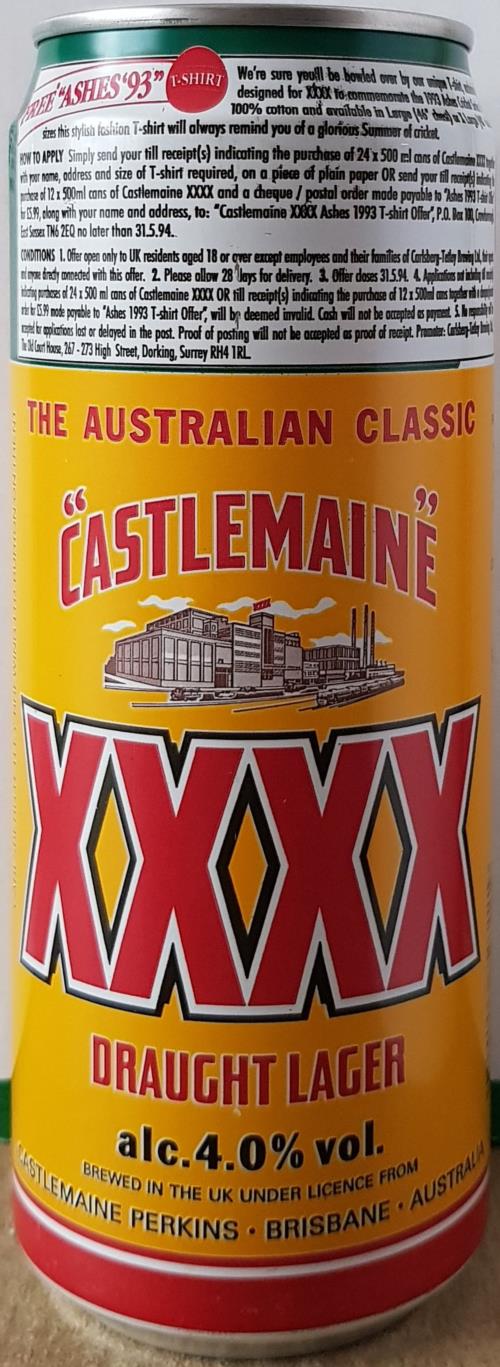 FREE "ASHES '93"
T-SHIRT
We're sure you'll be bowled over by our unique T-shirt,
designed for XXXX to commemorate the 1993 Ashes
100% cotton and available in Large (46" chest)
sizes this stylish fashion T-shirt will always remind you of a glorious Summer of cricket.
HOW TO APPLY Simply send your till receipt(s) indicating the purchase of 24 x 500 ml cans of Castlemaine XXXX
with your name, address and size of T-shirt required, on a piece of plain paper OR send your till receipt(s) indicating
purchase of 12 x 500ml cans of Castlemaine XXXX and a cheque / postal order made payable to "Ashes 1993 T-shirt
for £5.99, along with your name and address, to: "Castlemaine XXXX Ashes 1993 T-shirt Offer", P.O. Box 100,
East Sussex TN6 2EQ no later than 31.5.94.
CONDITIONS 1. Offer open only to UK residents aged 18 or over except employees and their families of Carlsberg-Tetley Brewing Ltd,
and anyone directly connected with this offer. 2. Please allow 28 days for delivery. 3. Offer closes 31.5.94. 4. Applications not including
indicating purchases of 24 x 500 ml cans of Castlemaine XXXX OR till receipt(s) indicating the purchase of 12 x 500ml cans together with a
order for £5.99 made payable to "Ashes 1993 T-shirt Offer", will be deemed invalid. Cash will not be accepted as payment. 5. No responsibility
accepted for applications lost or delayed in the post. Proof of posting will not be accepted as proof of receipt. Promoter: Carlsberg-Tetley Brewing
The Old Court House, 267 - 273 High Street, Dorking, Surrey RH4 1RL.
THE AUSTRALIAN CLASSIC
"CASTLEMAINE"
XXXX
XXXX
DRAUGHT LAGER
alc.4.0% vol.
BREWED IN THE UK UNDER LICENCE FROM
CASTLEMAINE PERKINS · BRISBANE · AUSTRALIA